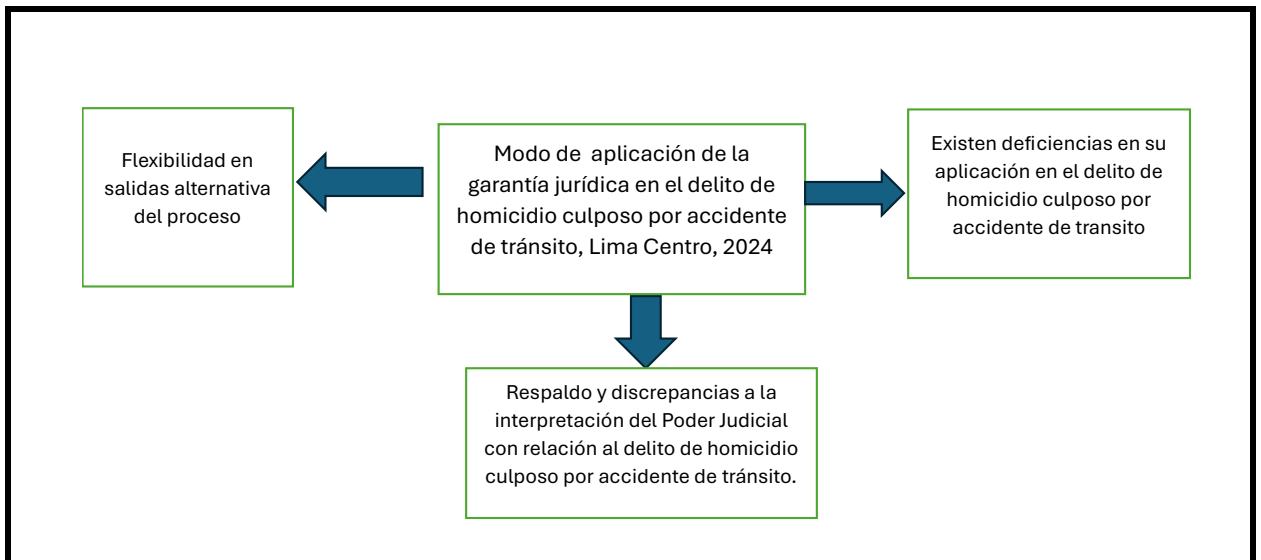 Flexibilidad en
salidas alternativa
del proceso
Modo de aplicación de la
garantía jurídica en el delito de
homicidio culposo por accidente
de tránsito, Lima Centro, 2024
Existen deficiencias en su
aplicación en el delito de
homicidio culposo por
accidente de transito
Respaldo y discrepancias a la
interpretación del Poder Judicial
con relación al delito de homicidio
culposo por accidente de tránsito.